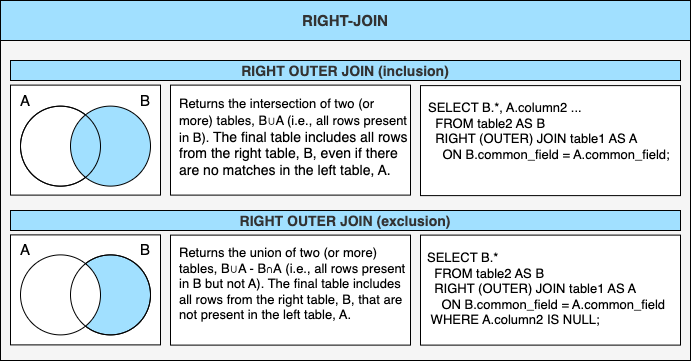 RIGHT-JOIN
RIGHT OUTER JOIN (inclusion)
A B
Returns the intersection of two (or
more) tables, B∪A (i.e., all rows present
in B). The final table includes all rows
from the right table, B, even if there
are no matches in the left table, A.
SELECT B.*, A.column2 ...
FROM table2 AS B
RIGHT (OUTER) JOIN table1 AS A
ON B.common_field = A.common_field;
RIGHT OUTER JOIN (exclusion)
A B
Returns the union of two (or more)
tables, B∪A - B∩A (i.e., all rows present
in B but not A). The final table includes
all rows from the right table, B, that are
not present in the left table, A.
SELECT B.*
FROM table2 AS B
RIGHT (OUTER) JOIN table1 AS A
ON B.common_field = A.common_field
WHERE A.column2 IS NULL;